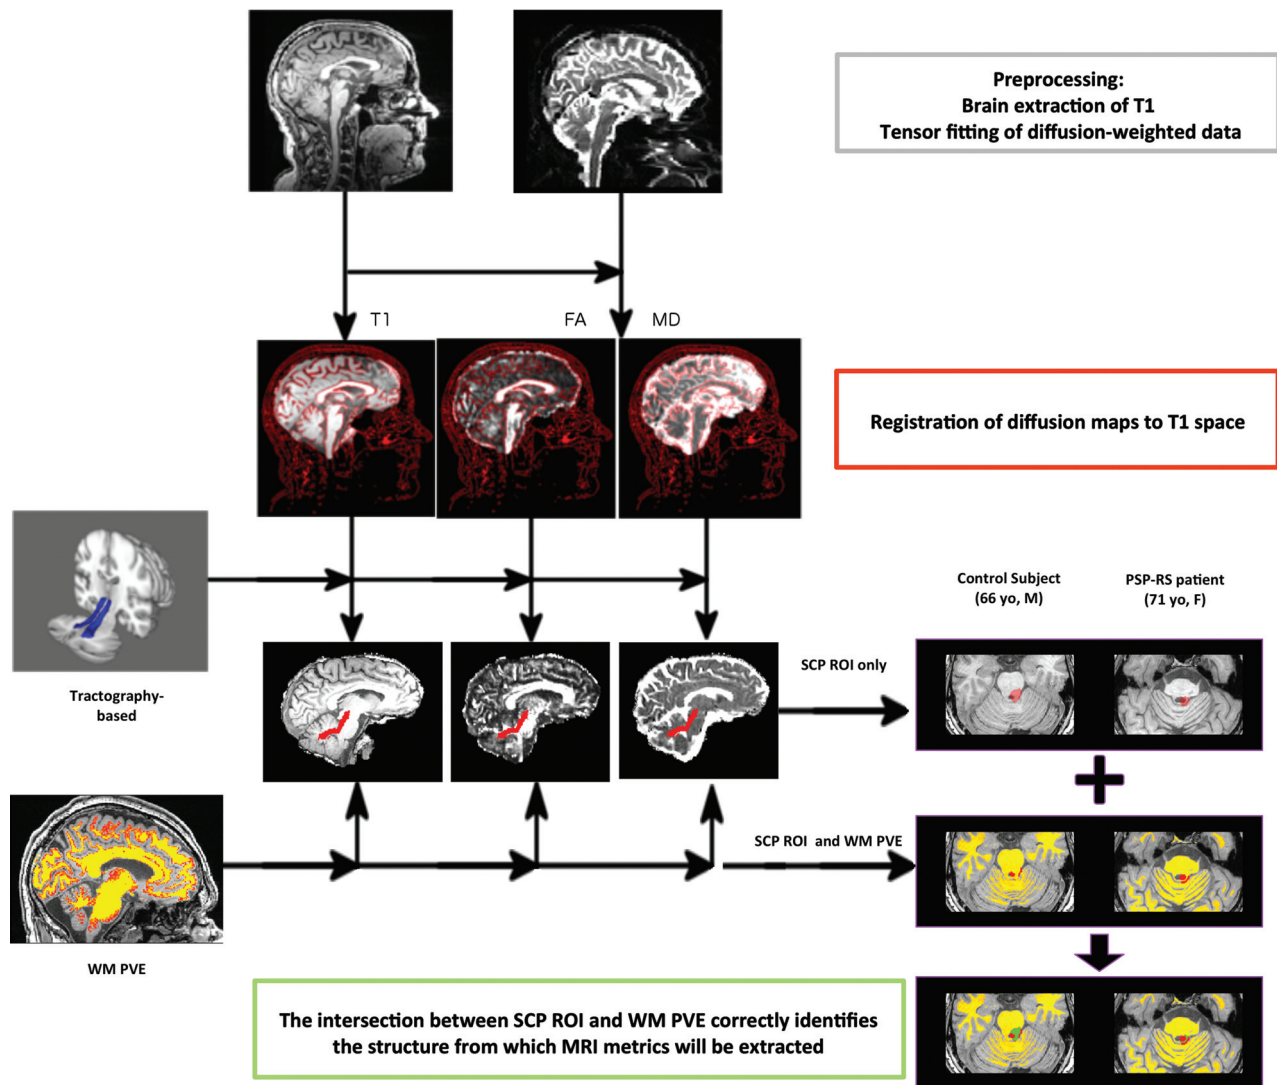 Preprocessing:
Brain extraction of T1
Tensor fitting of diffusion-weighted data
T1
FA
MD
Registration of diffusion maps to T1 space
Tractography-
based
Control Subject
(66 yo, M)
PSP-RS patient
(71 yo, F)
SCP ROI only
SCP ROI and WM PVE
WM PVE
The intersection between SCP ROI and WM PVE correctly identifies
the structure from which MRI metrics will be extracted